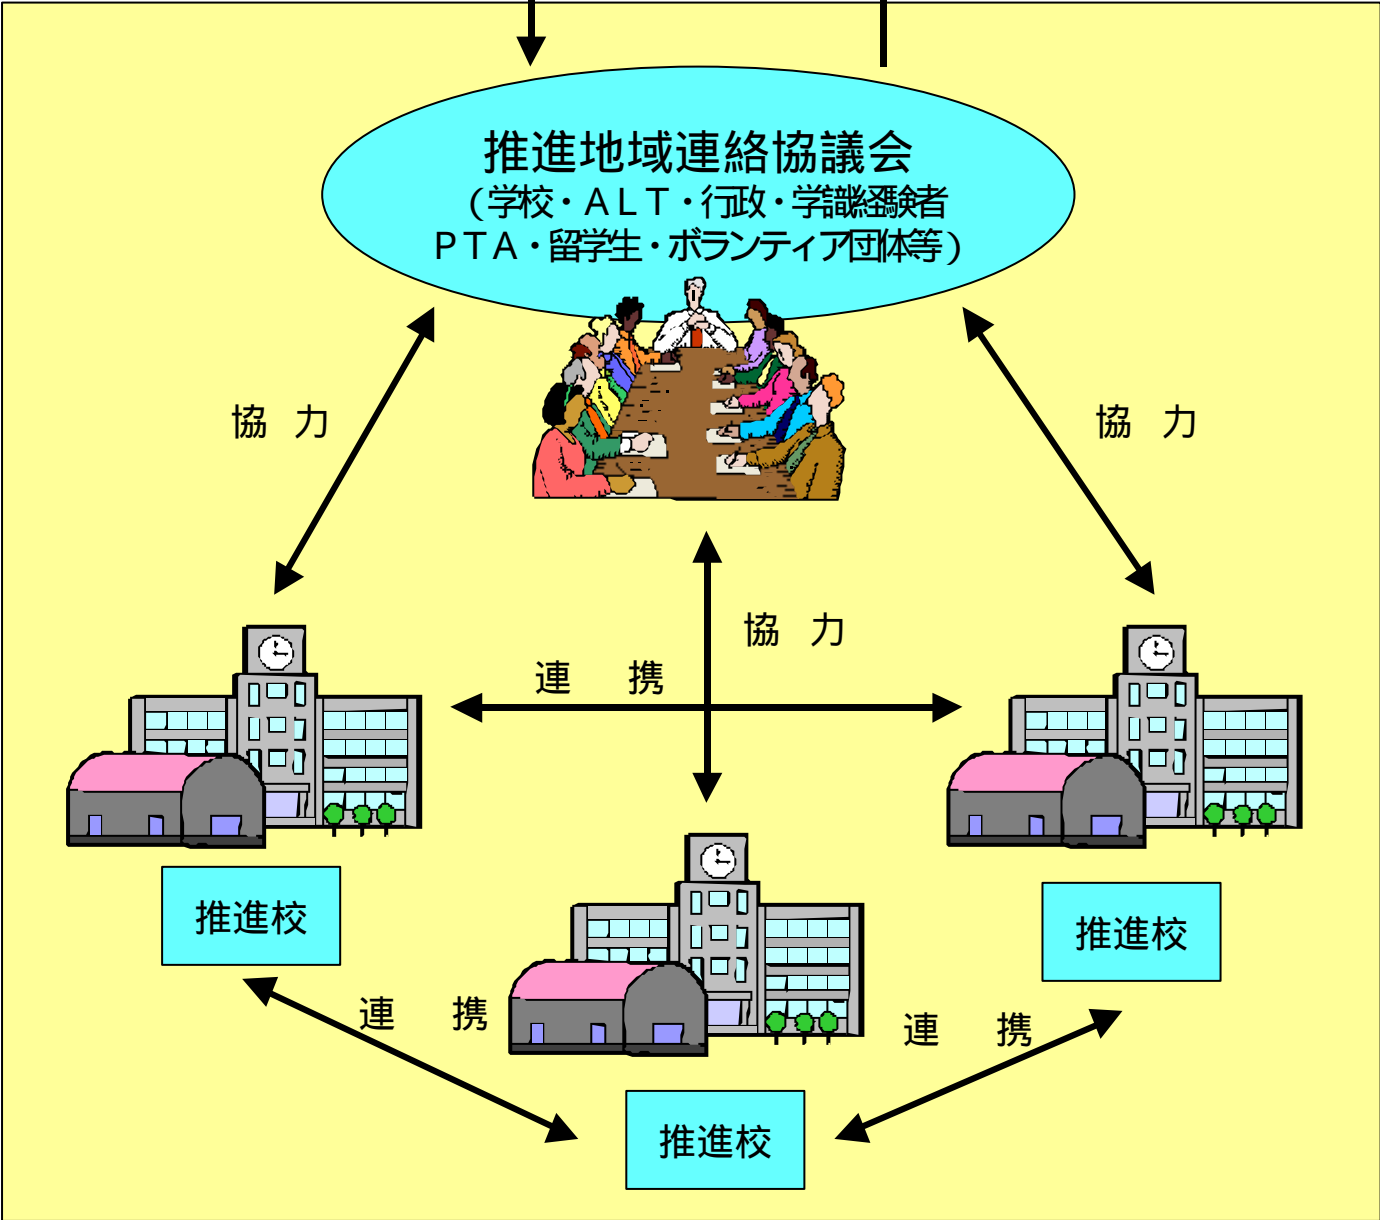 推進地域連絡協議会
(学校・ALT・行政・学識経験者
PTA・留学生・ボランティア団体等)
協 力
協 力
協 力
連 携
推進校
推進校
連 携
連 携
推進校